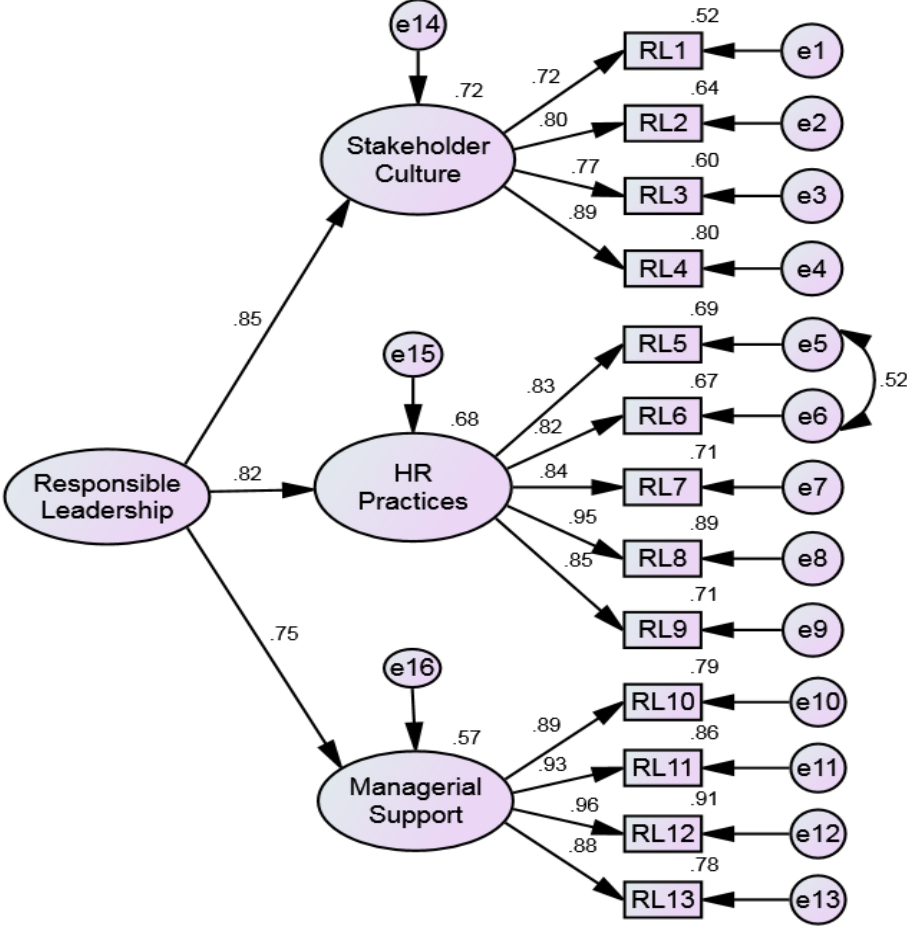 e14
.52
RL1
e1
.72
.72
.64
RL2
e2
.80
Stakeholder
Culture
.60
RL3
e3
.77
.80
RL4
e4
.89
.85
.69
RL5
e5
e15
.83
.52
.67
RL6
e6
.82
.68
HR
Practices
.71
RL7
e7
.84
Responsible
Leadership
.82
.89
RL8
e8
.95
.71
RL9
e9
.85
.75
e16
.79
RL10
e10
.89
.57
.86
RL11
e11
.93
Managerial
Support
.91
RL12
e12
.96
.78
RL13
e13
.88